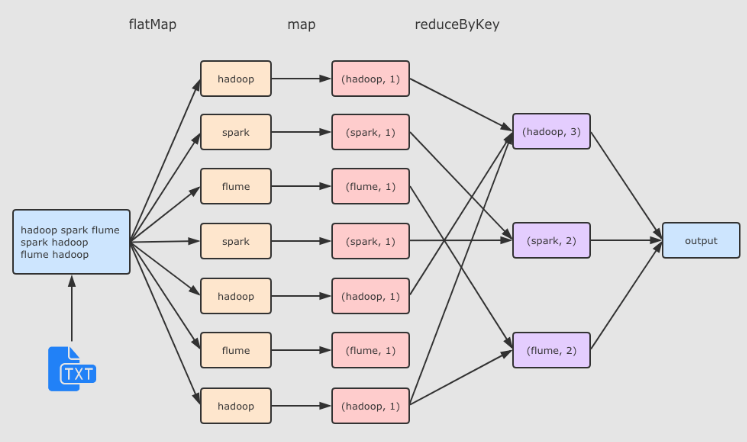 flatMap
map
reduceByKey
hadoop
(hadoop, 1)
spark
(spark, 1)
(hadoop, 3)
flume
(flume, 1)
hadoop spark flume
spark hadoop
flume hadoop
spark
(spark, 1)
(spark, 2)
output
hadoop
(hadoop, 1)
flume
(flume, 1)
(flume, 2)
TXT
hadoop
(hadoop, 1)